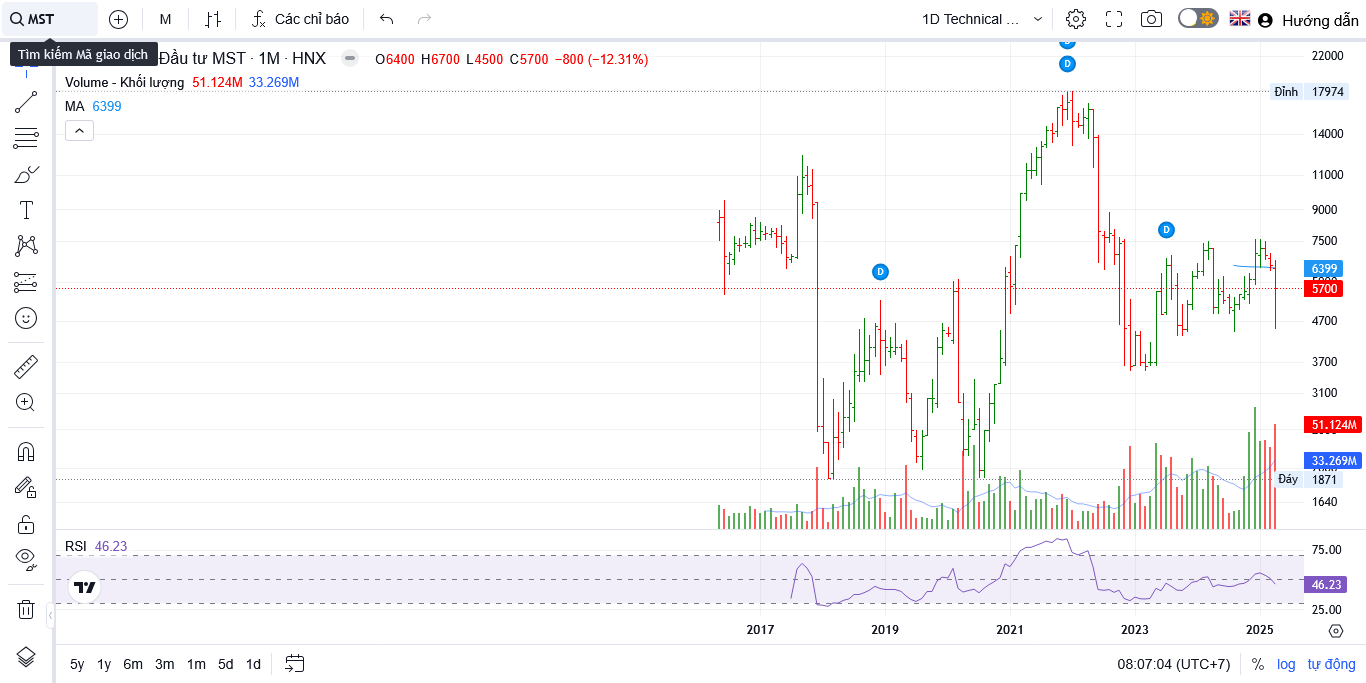 MST
M
Các chỉ báo
1D Technical ...
Hướng dẫn
Tìm kiếm Mã giao dịch
Đầu tư MST · 1M · HNX
O6400 H6700 L4500 C5700 −800 (−12.31%)
Volume - Khối lượng 51.124M 33.269M
MA 6399
D
D
D
22000
Đỉnh 17974
14000
11000
9000
7500
6399
5700
4700
3700
3100
51.124M
33.269M
Đáy 1871
1640
RSI 46.23
75.00
46.23
25.00
2017 2019 2021 2023 2025
5y 1y 6m 3m 1m 5d 1d
08:07:04 (UTC+7) % log tự động